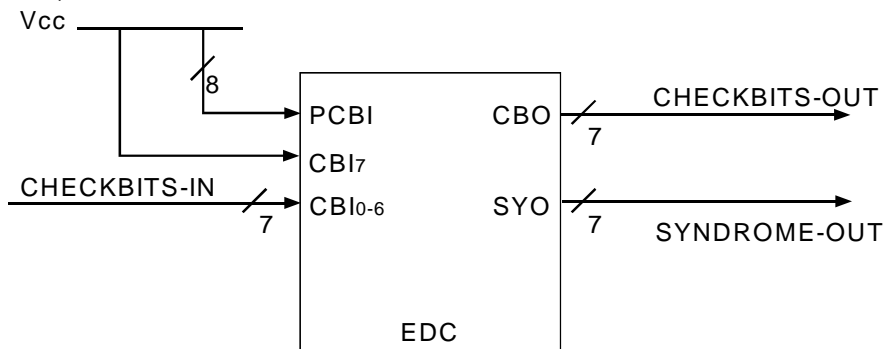 Vcc
8
PCBI CBO 7 CHECKBITS-OUT
CBI7
CHECKBITS-IN 7 CBI0-6 SYO 7 SYNDROME-OUT
EDC